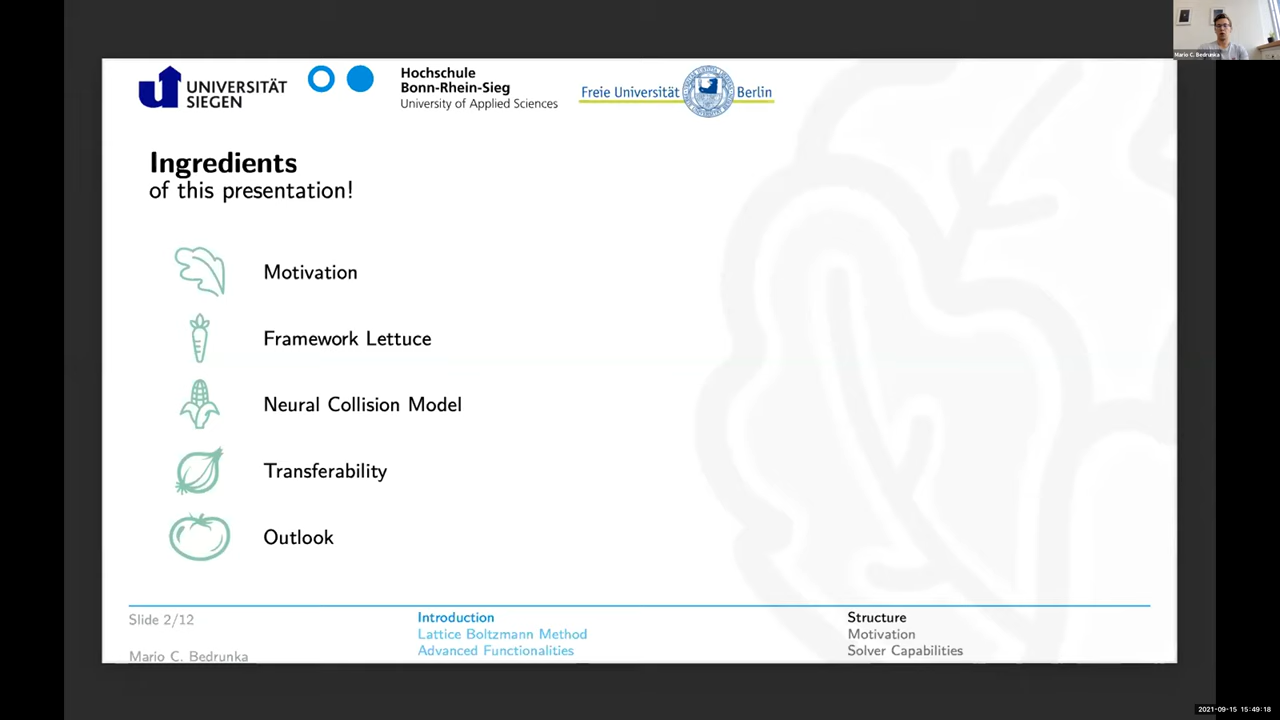 Mario C. Bedrunka
UNIVERSITÄT
SIEGEN
Hochschule
Bonn-Rhein-Sieg
University of Applied Sciences
Freie Universität Berlin
Ingredients
of this presentation!
Motivation
Framework Lettuce
Neural Collision Model
Transferability
Outlook
Slide 2/12
Mario C. Bedrunka
Introduction
Lattice Boltzmann Method
Advanced Functionalities
Structure
Motivation
Solver Capabilities
2021-09-15 15:49:18